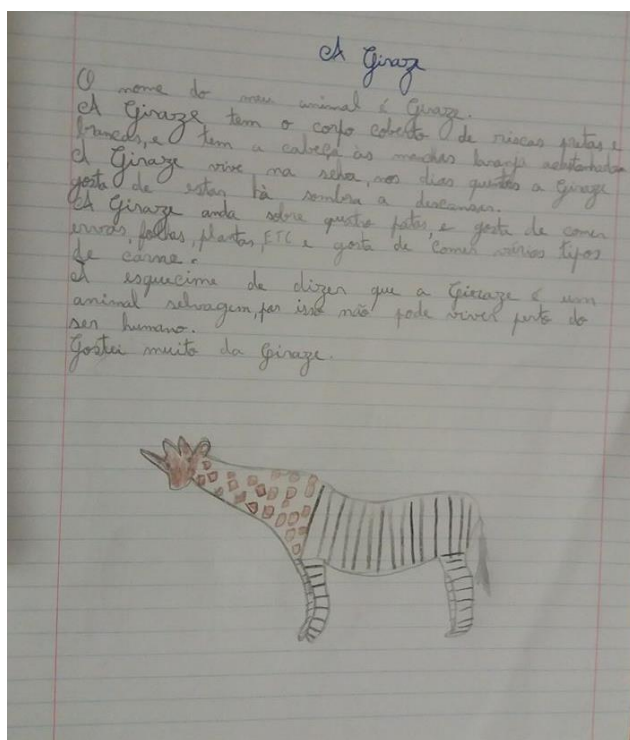 A Giraze
O nome do meu animal é Giraze.
A Giraze tem o corpo coberto de riscas pretas e
brancas, e tem a cabeça às manchas laranja acastanhadas
A Giraze vive na selva, nos dias quentes a Giraze
gosta de estar há sombra a descansar.
A Giraze anda sobre quatro patas, e gosta de comer
ervas, folhas, plantas, ETC e gosta de comer vários tipos
de carne.
A esquecime de dizer que a Giraze é um
animal selvagem, por isso não pode viver perto do
ser humano.
Gostei muito da Giraze.